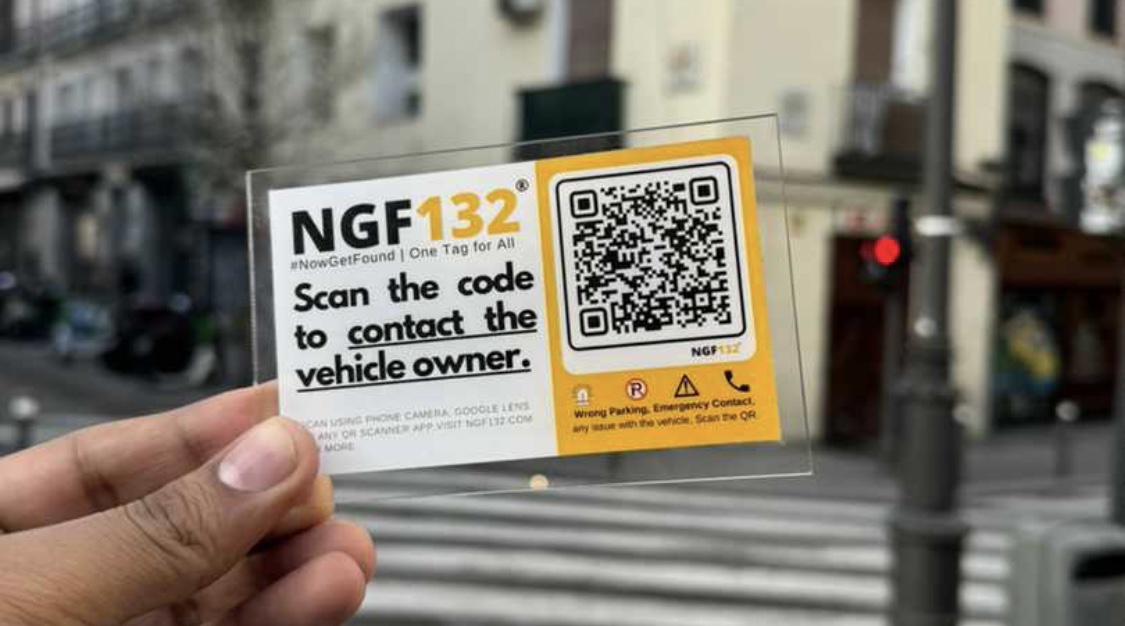 NGF132®
#NowGetFound | One Tag for All
Scan the code
to contact the
vehicle owner.
SCAN USING PHONE CAMERA, GOOGLE LENS
ANY QR SCANNER APP.VISIT NGF132.COM
MORE
NGF132
Wrong Parking, Emergency Contact,
any issue with the vehicle, Scan the QR